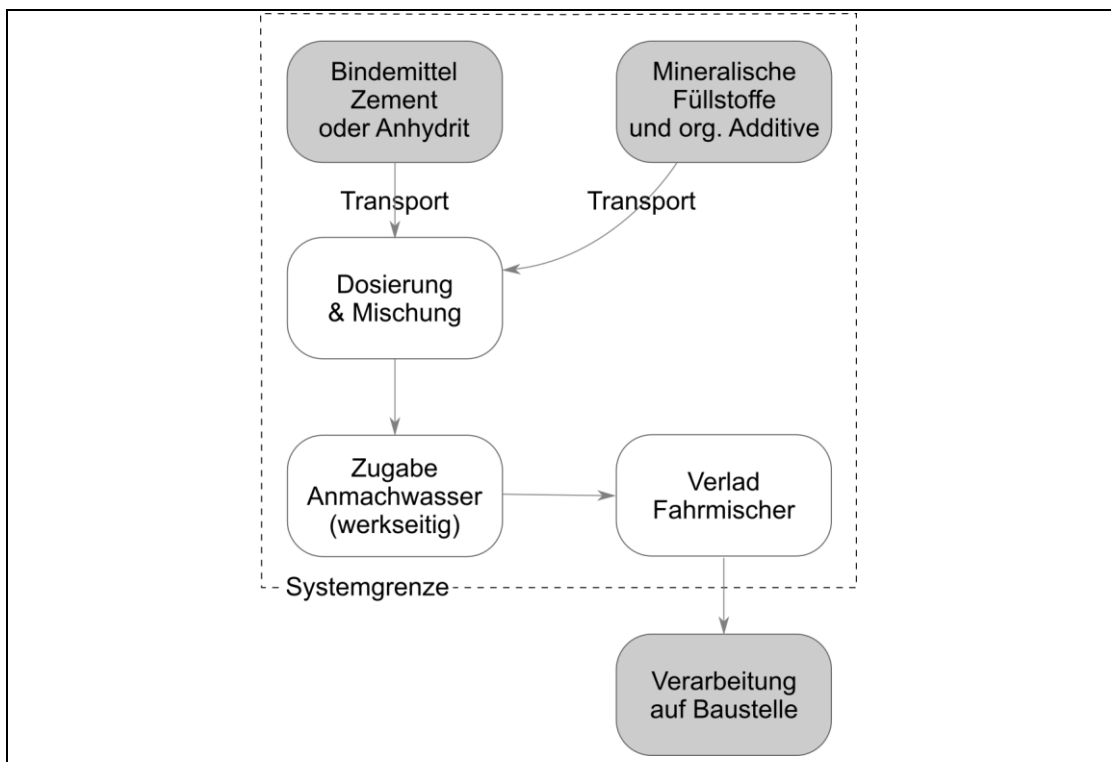 Bindemittel
Zement
oder Anhydrit
Mineralische
Füllstoffe
und org. Additive
Transport
Transport
Dosierung
& Mischung
Zugabe
Anmachwasser
(werkseitig)
Verlad
Fahrmischer
Systemgrenze
Verarbeitung
auf Baustelle